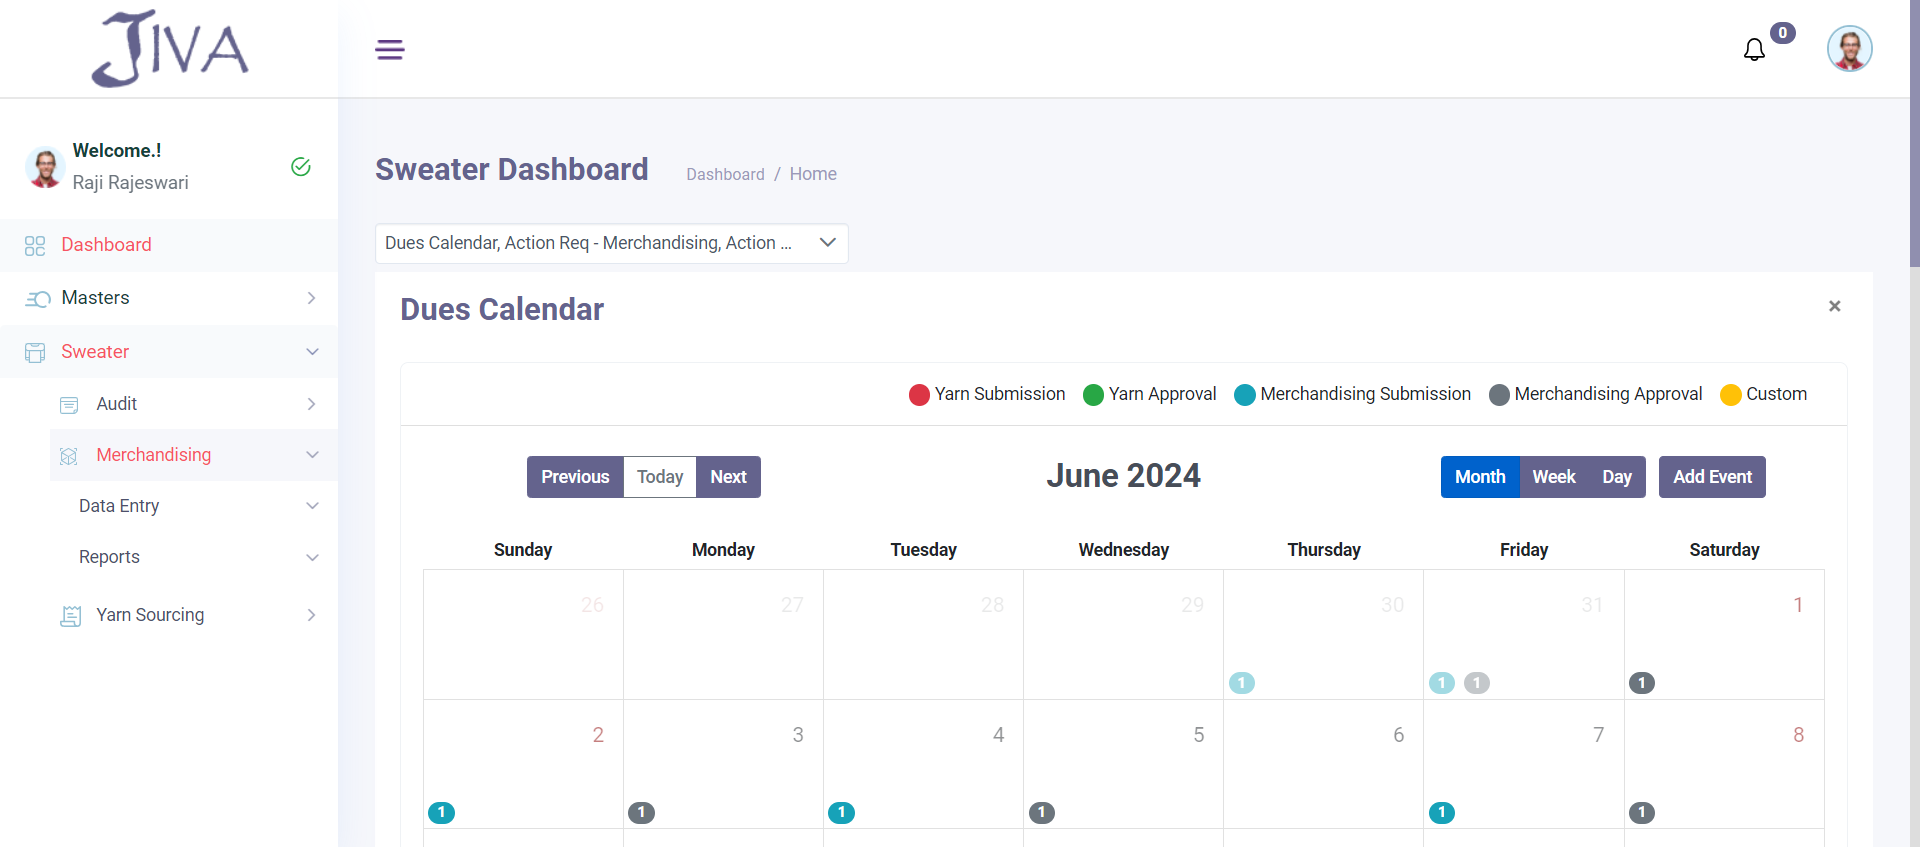 JIVA
0
Welcome.!
Raji Rajeswari
Dashboard
Masters
Sweater
Audit
Merchandising
Data Entry
Reports
Yarn Sourcing
Sweater Dashboard
Dashboard / Home
Dues Calendar, Action Req - Merchandising, Action ...
Dues Calendar
×
Yarn Submission Yarn Approval Merchandising Submission Merchandising Approval Custom
Previous Today Next
June 2024
Month Week Day Add Event
Sunday Monday Tuesday Wednesday Thursday Friday Saturday
26 27 28 29 30 31 1
1 1 1 1
2 3 4 5 6 7 8
1 1 1 1 1 1